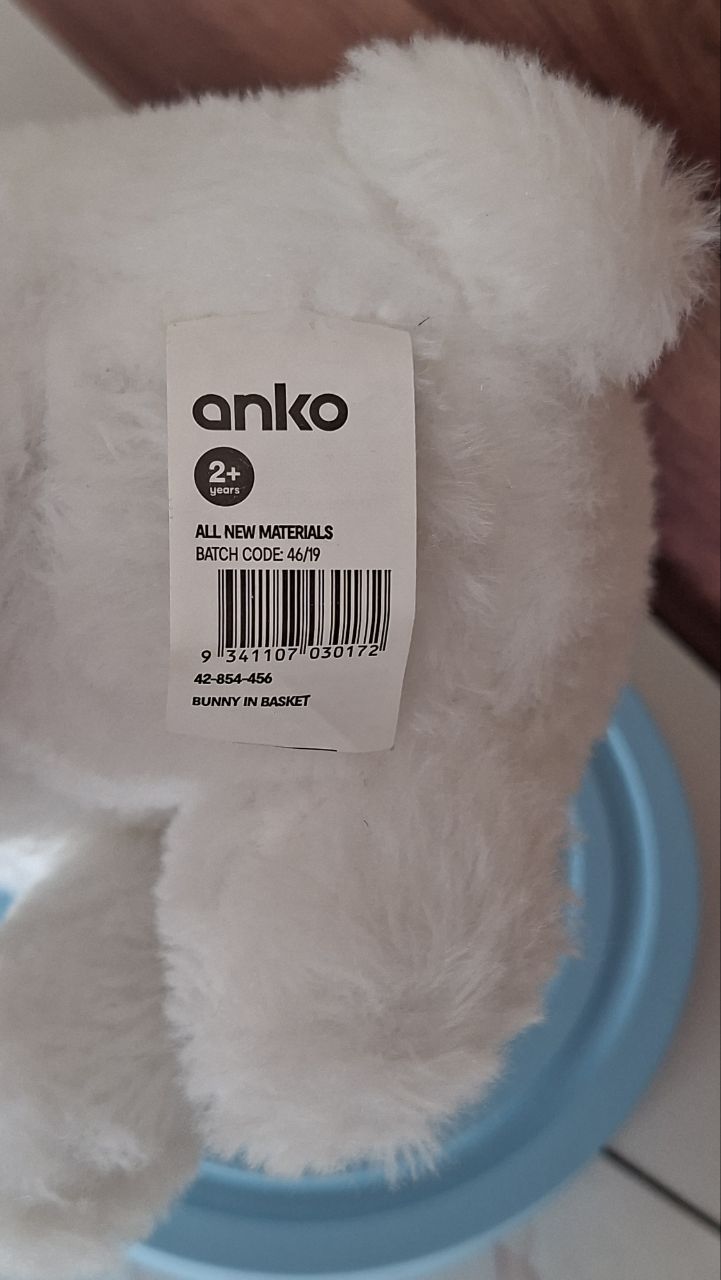 anko
2+
years
ALL NEW MATERIALS
BATCH CODE: 46/19
9 341107 030172
42-854-456
BUNNY IN BASKET